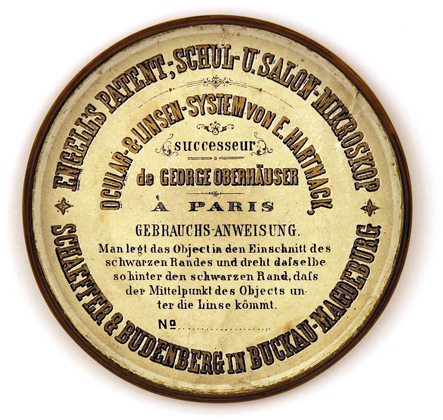 ENGELL'S PATENT-, SCHUL- U. SALON-MIKROSKOP
OCULAR- & LINSEN-SYSTEM VON E. HARTNACK,
successeur
de GEORGE OBERHÄUSER
À PARIS
GEBRAUCHS-ANWEISUNG.
Man legt das Object in den Einschnitt des
schwarzen Randes und dreht daſselbe
so hinter den schwarzen Rand, daſs
der Mittelpunkt des Objects un-
ter die Linse kömmt.
No.
SCHAEFFER & BUDENBERG IN BUCKAU-MAGDEBURG